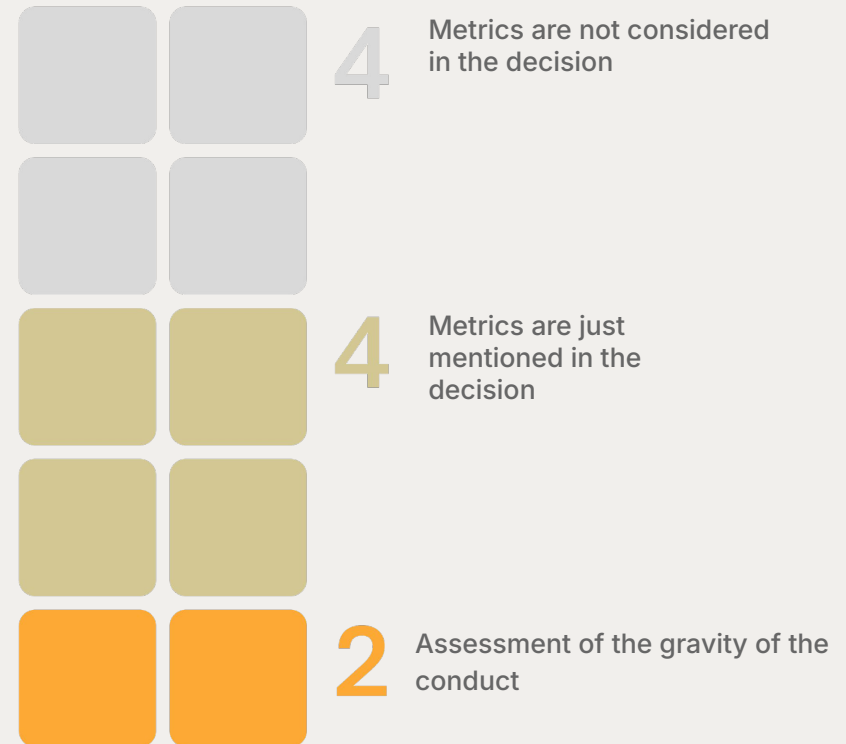 4
Metrics are not considered
in the decision
4
Metrics are just
mentioned in the
decision
2
Assessment of the gravity of the
conduct